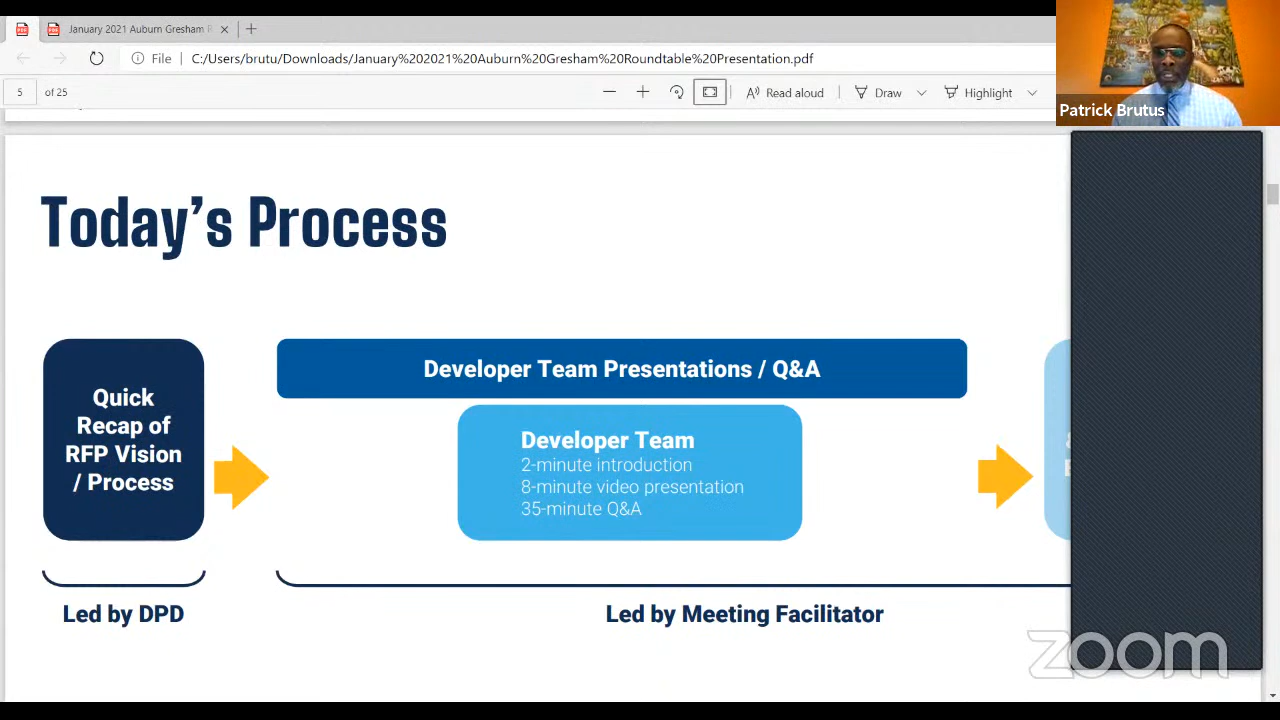 January 2021 Auburn Gresham
File
C:/Users/brutu/Downloads/January%202021%20Auburn%20Gresham%20Roundtable%20Presentation.pdf
5
of 25
Read aloud
Draw
Highlight
Patrick Brutus
Today's Process
Quick
Recap of
RFP Vision
/ Process
Developer Team Presentations / Q&A
Developer Team
2-minute introduction
8-minute video presentation
35-minute Q&A
Led by DPD
Led by Meeting Facilitator
zoom